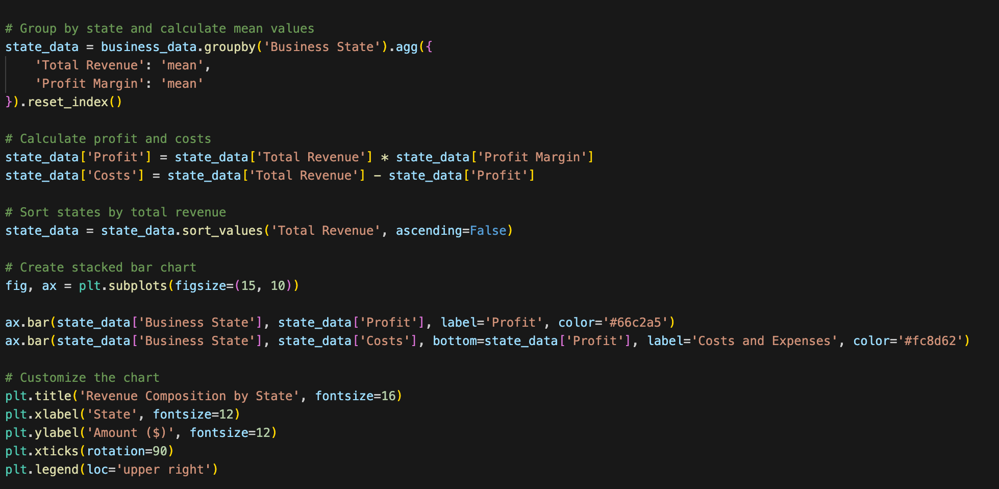 # Group by state and calculate mean values
state_data = business_data.groupby('Business State').agg({
    'Total Revenue': 'mean',
    'Profit Margin': 'mean'
}).reset_index()

# Calculate profit and costs
state_data['Profit'] = state_data['Total Revenue'] * state_data['Profit Margin']
state_data['Costs'] = state_data['Total Revenue'] - state_data['Profit']

# Sort states by total revenue
state_data = state_data.sort_values('Total Revenue', ascending=False)

# Create stacked bar chart
fig, ax = plt.subplots(figsize=(15, 10))

ax.bar(state_data['Business State'], state_data['Profit'], label='Profit', color='#66c2a5')
ax.bar(state_data['Business State'], state_data['Costs'], bottom=state_data['Profit'], label='Costs and Expenses', color='#fc8d62')

# Customize the chart
plt.title('Revenue Composition by State', fontsize=16)
plt.xlabel('State', fontsize=12)
plt.ylabel('Amount ($)', fontsize=12)
plt.xticks(rotation=90)
plt.legend(loc='upper right')